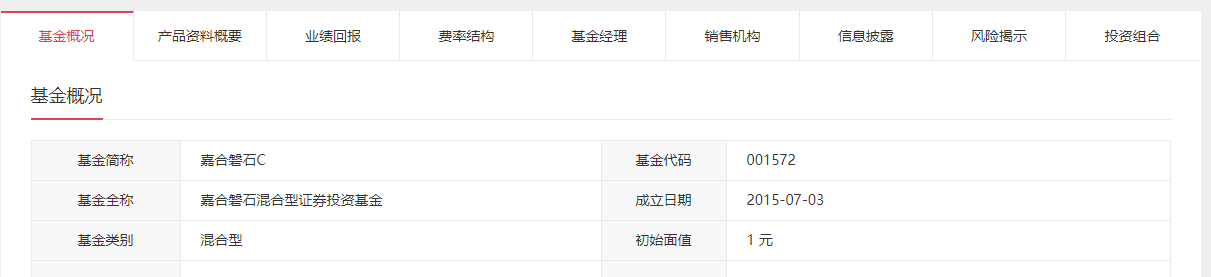 基金概况 产品资料概要 业绩回报 费率结构 基金经理 销售机构 信息披露 风险揭示 投资组合
基金概况
基金简称 嘉合磐石C 基金代码 001572
基金全称 嘉合磐石混合型证券投资基金 成立日期 2015-07-03
基金类别 混合型 初始面值 1 元